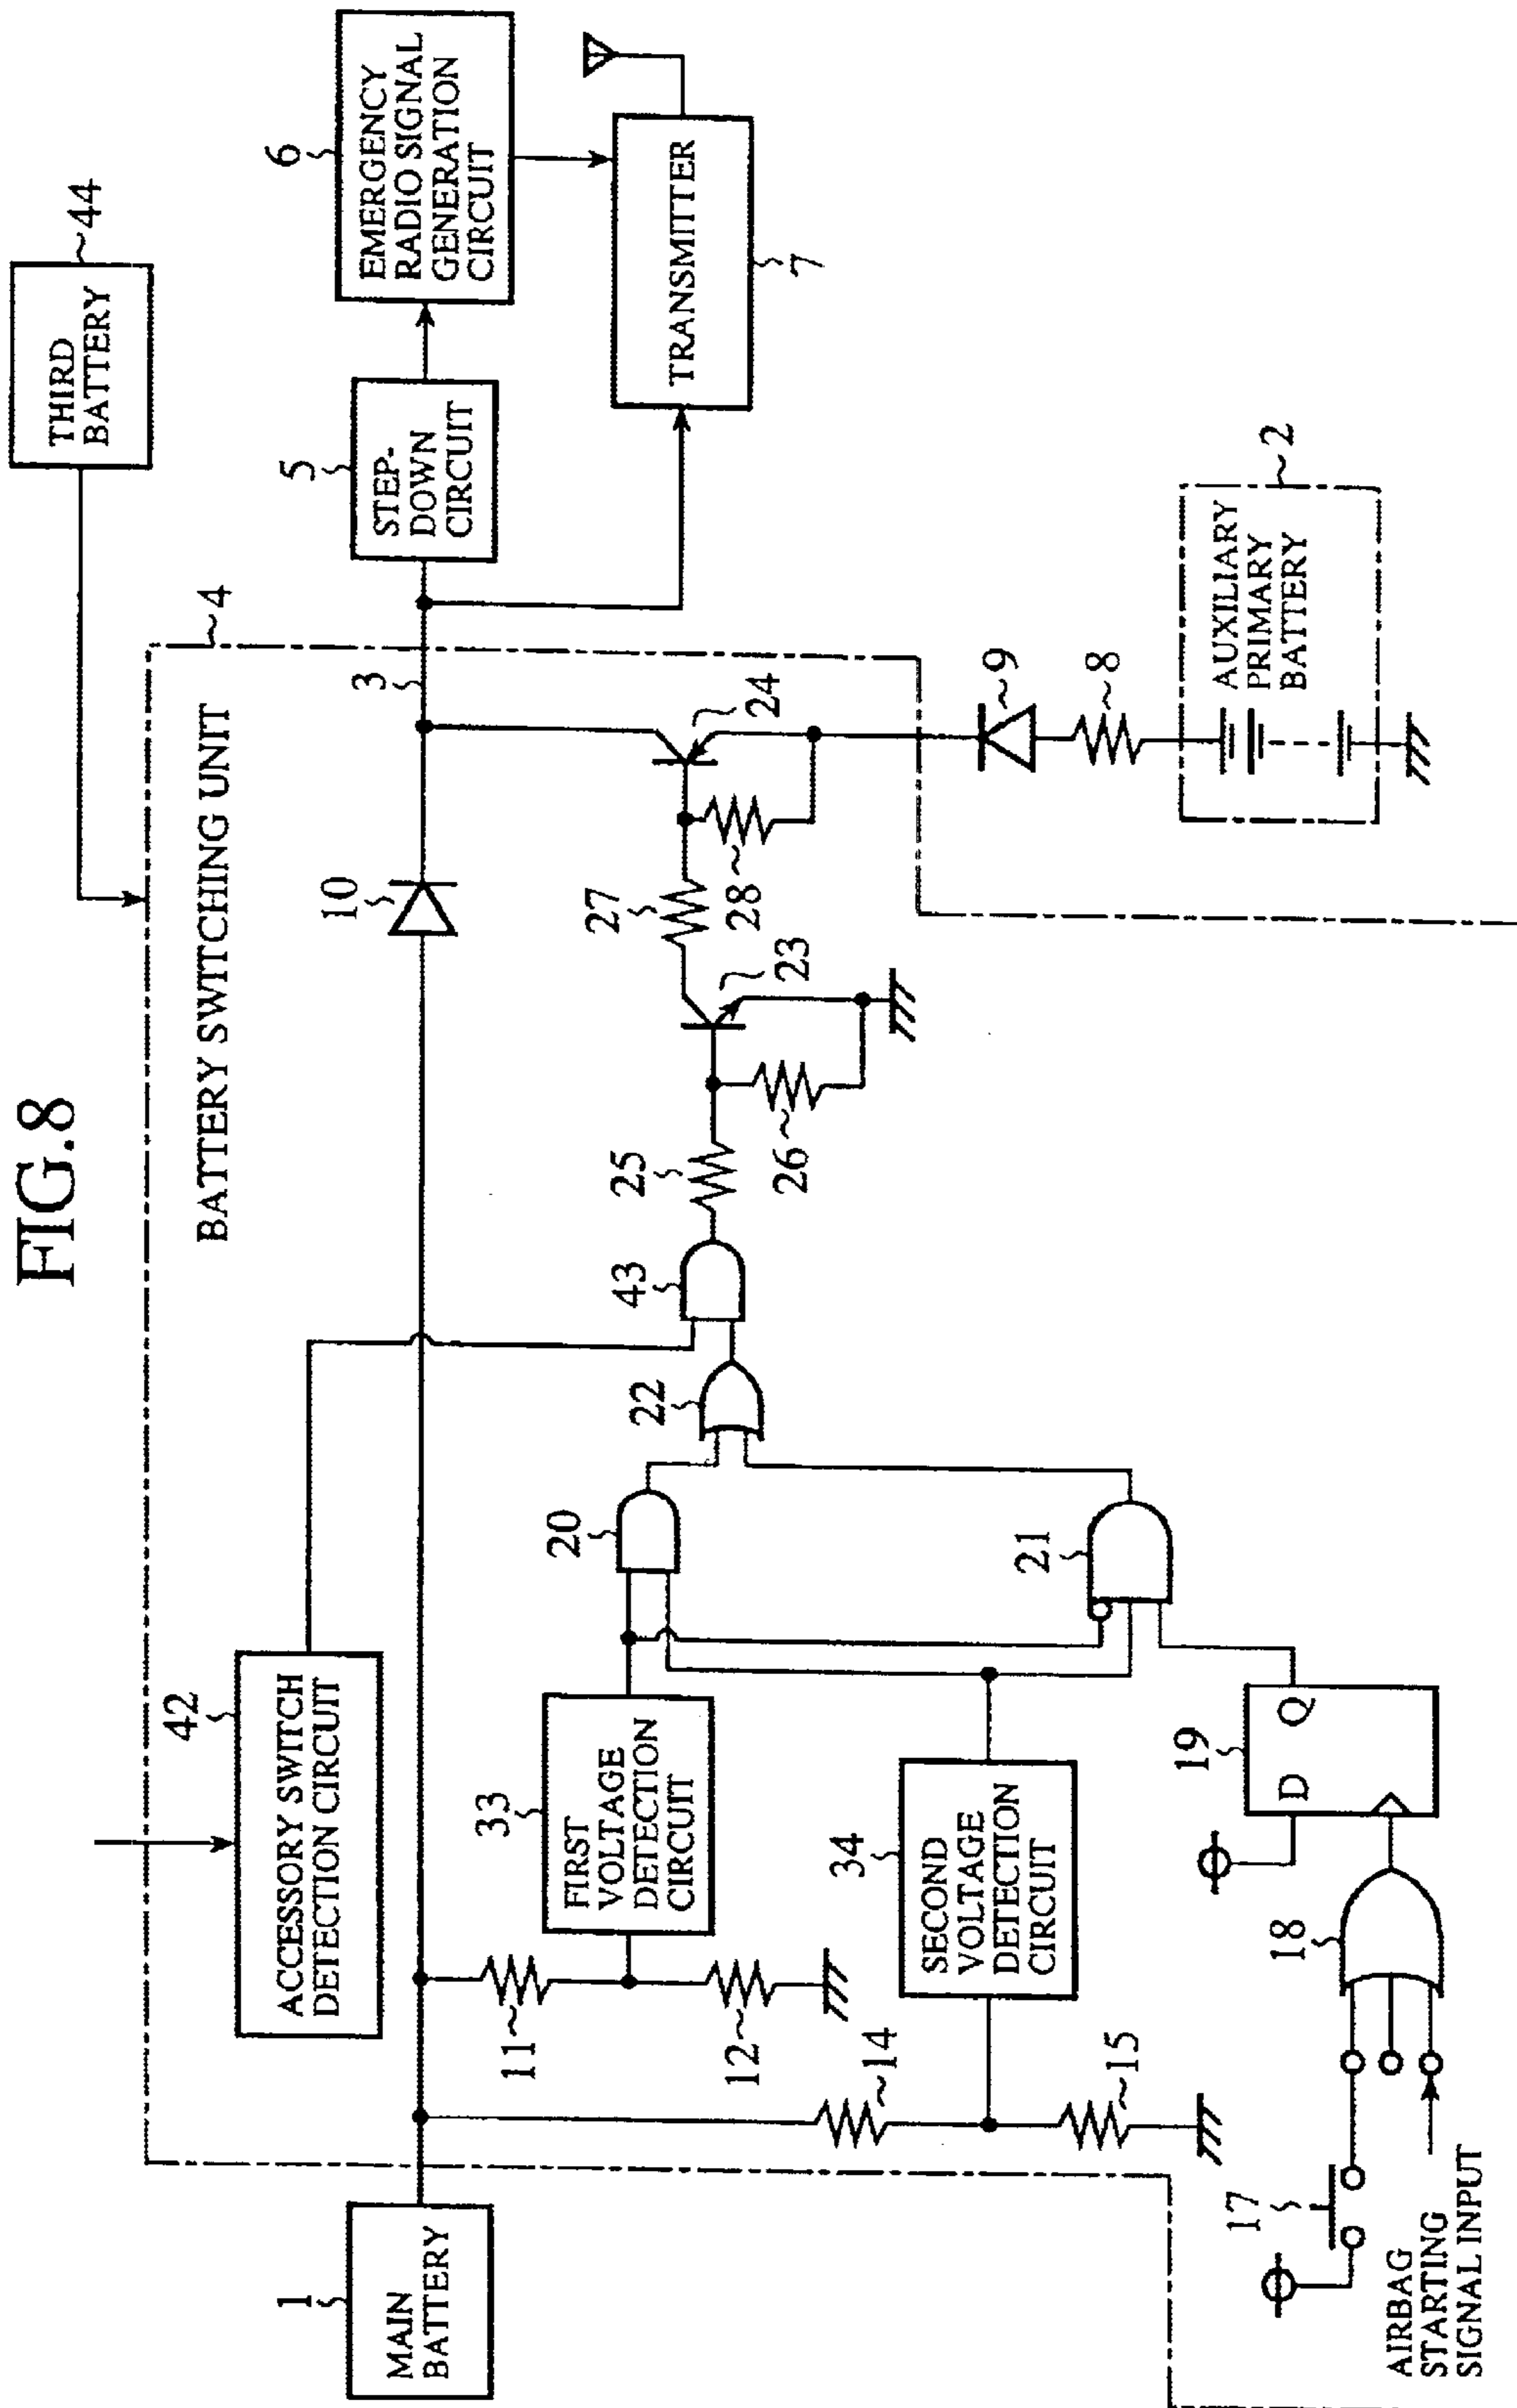 FIG.8
THIRD
BATTERY
44
BATTERY SWITCHING UNIT
4
42
ACCESSORY SWITCH
DETECTION CIRCUIT
1
MAIN
BATTERY
10
3
5
STEP-
DOWN
CIRCUIT
6
EMERGENCY
RADIO SIGNAL
GENERATION
CIRCUIT
TRANSMITTER
7
11
12
33
FIRST
VOLTAGE
DETECTION
CIRCUIT
20
22
43
25
26
23
27
28
24
14
15
34
SECOND
VOLTAGE
DETECTION
CIRCUIT
21
9
8
AUXILIARY
PRIMARY
BATTERY
2
17
18
19
D
Q
AIRBAG
STARTING
SIGNAL INPUT